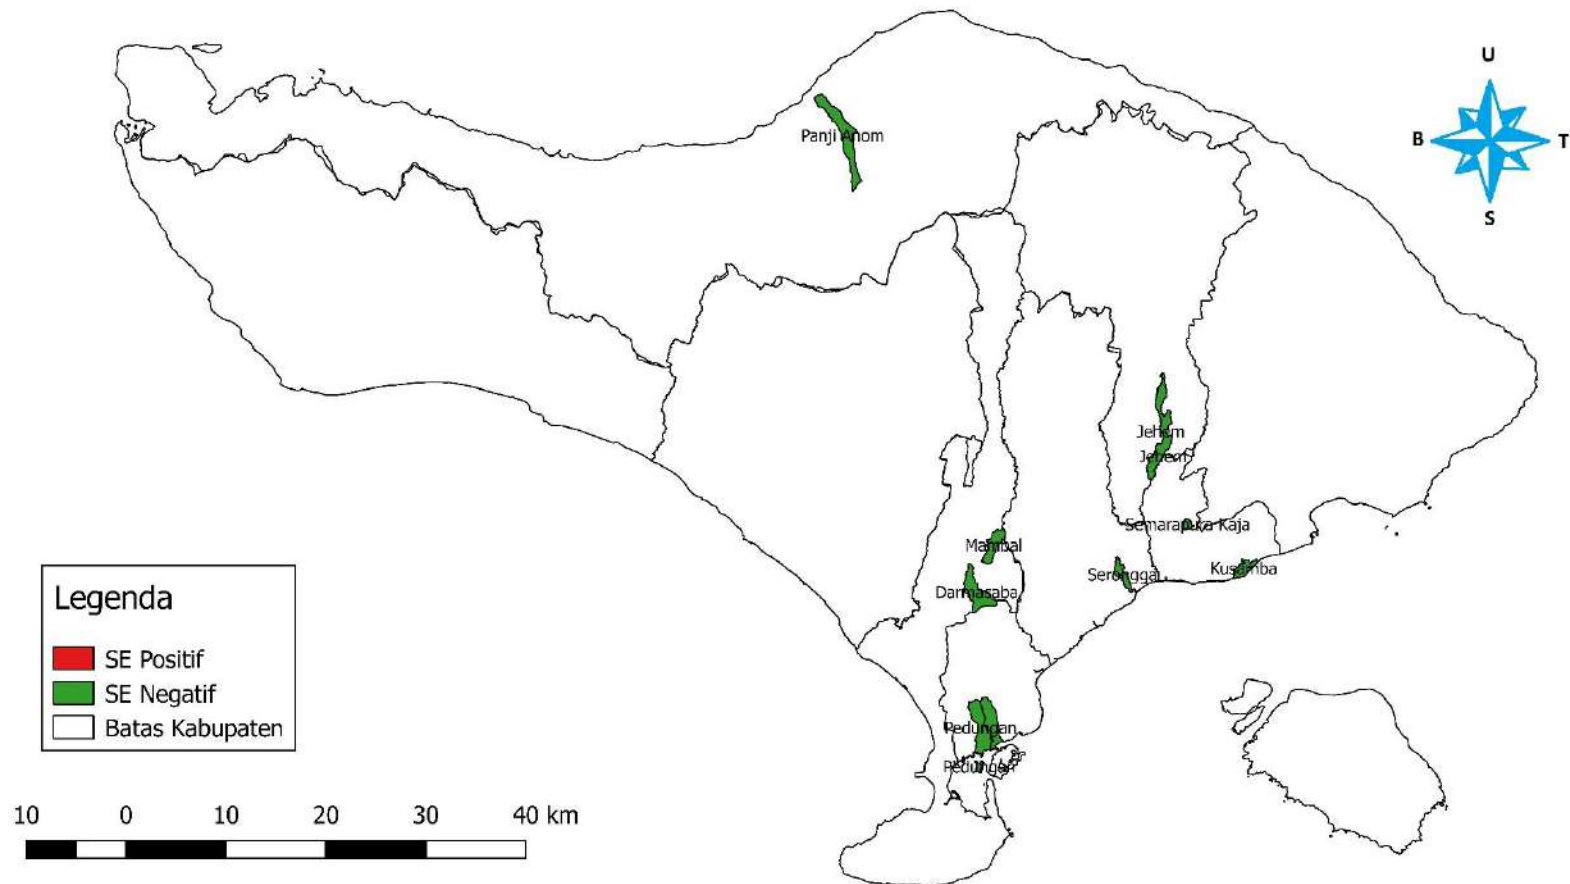 U
B
T
S
Panji Anom
Jehem
Jehem
Semarapura Kaja
Mambal
Seronggai
Kusamba
Darmasaba
Pedungan
Pedungan
Legenda
SE Positif
SE Negatif
Batas Kabupaten
10 0 10 20 30 40 km